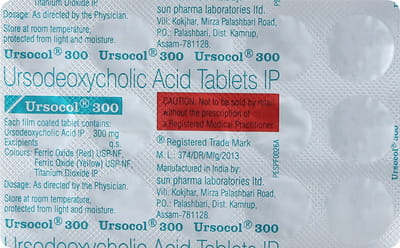 Titanium Dioxide IP
Dosage: As directed by the Physician.
Store at room temperature,
protected from light and moisture.
sun pharma laboratories ltd.
Vill: Kokjhar, Mirza Palashbari Road,
P.O.: Palashbari, Dist. Kamrup,
Assam-781128.
Ursocol® 300 Ursocol® 300 Ursocol® 300
Ursodeoxycholic Acid Tablets IP
Ursocol® 300
Each film coated tablet contains:
Ursodeoxycholic Acid IP 300 mg
Excipients q.s.
Colours: Ferric Oxide (Red) USP-NF,
Ferric Oxide (Yellow) USP-NF,
Titanium Dioxide IP
Dosage: As directed by the Physician.
Store at room temperature,
protected from light and moisture.
CAUTION: Not to be sold by retail
without the prescription of
a Registered Medical Practitioner.
® Registered Trade Mark
M. L.: 374/DR/Mfg/2013
Manufactured in India by:
sun pharma laboratories ltd.
Vill: Kokjhar, Mirza Palashbari Road,
P.O.: Palashbari, Dist. Kamrup,
Assam-781128.
PESPT0026A
Ursocol® 300 Ursocol® 300 Ursocol® 300
Ursodeoxycholic Acid Tablets IP